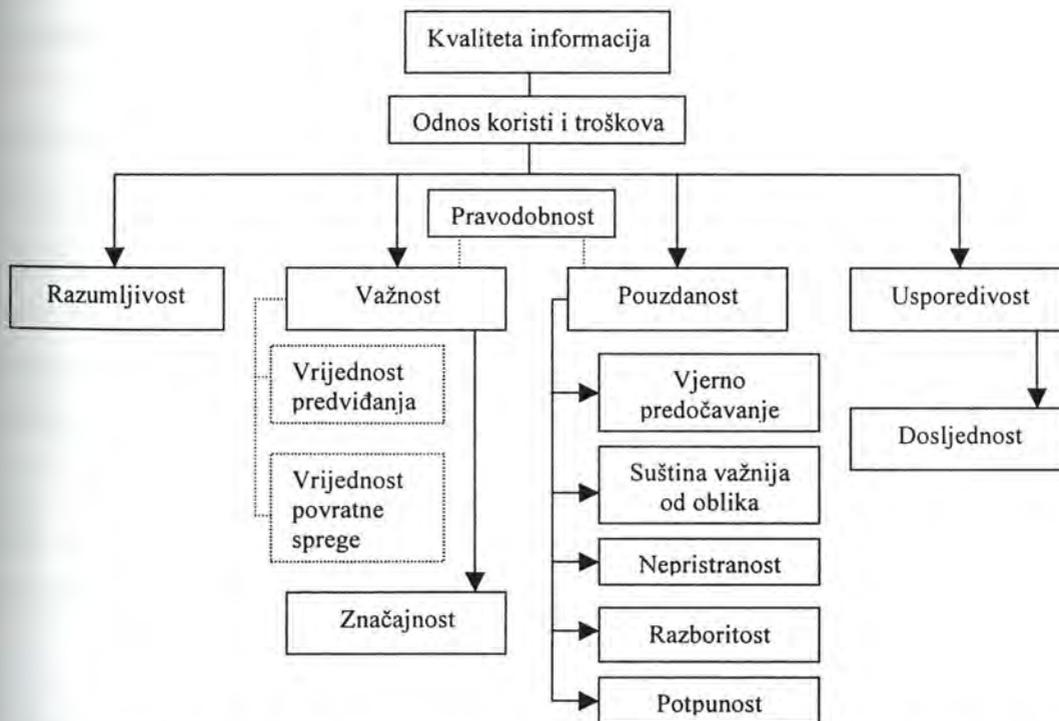 Kvaliteta informacija
Odnos koristi i troškova
Pravodobnost
Razumljivost
Važnost
Pouzdanost
Usporedivost
Vrijednost
predviđanja
Vrijednost
povratne
sprege
Značajnost
Vjerno
predočavanje
Suština važnija
od oblika
Nepristranost
Razboritost
Potpunost
Dosljednost